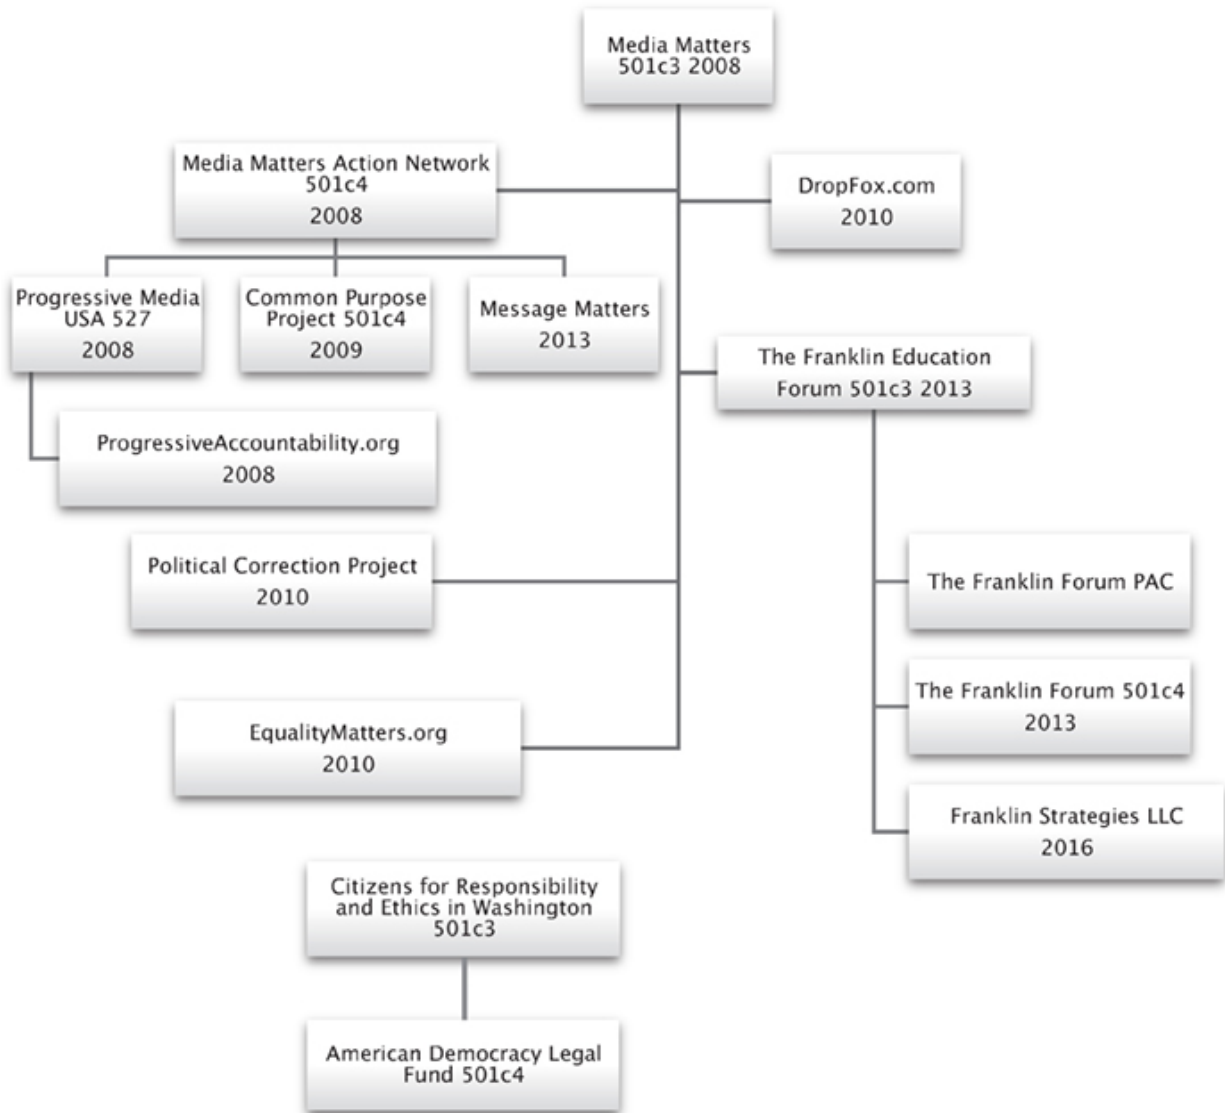 Media Matters
501c3 2008
Media Matters Action Network
501c4
2008
DropFox.com
2010
Progressive Media
USA 527
2008
Common Purpose
Project 501c4
2009
Message Matters
2013
The Franklin Education
Forum 501c3 2013
ProgressiveAccountability.org
2008
Political Correction Project
2010
The Franklin Forum PAC
The Franklin Forum 501c4
2013
EqualityMatters.org
2010
Franklin Strategies LLC
2016
Citizens for Responsibility
and Ethics in Washington
501c3
American Democracy Legal
Fund 501c4